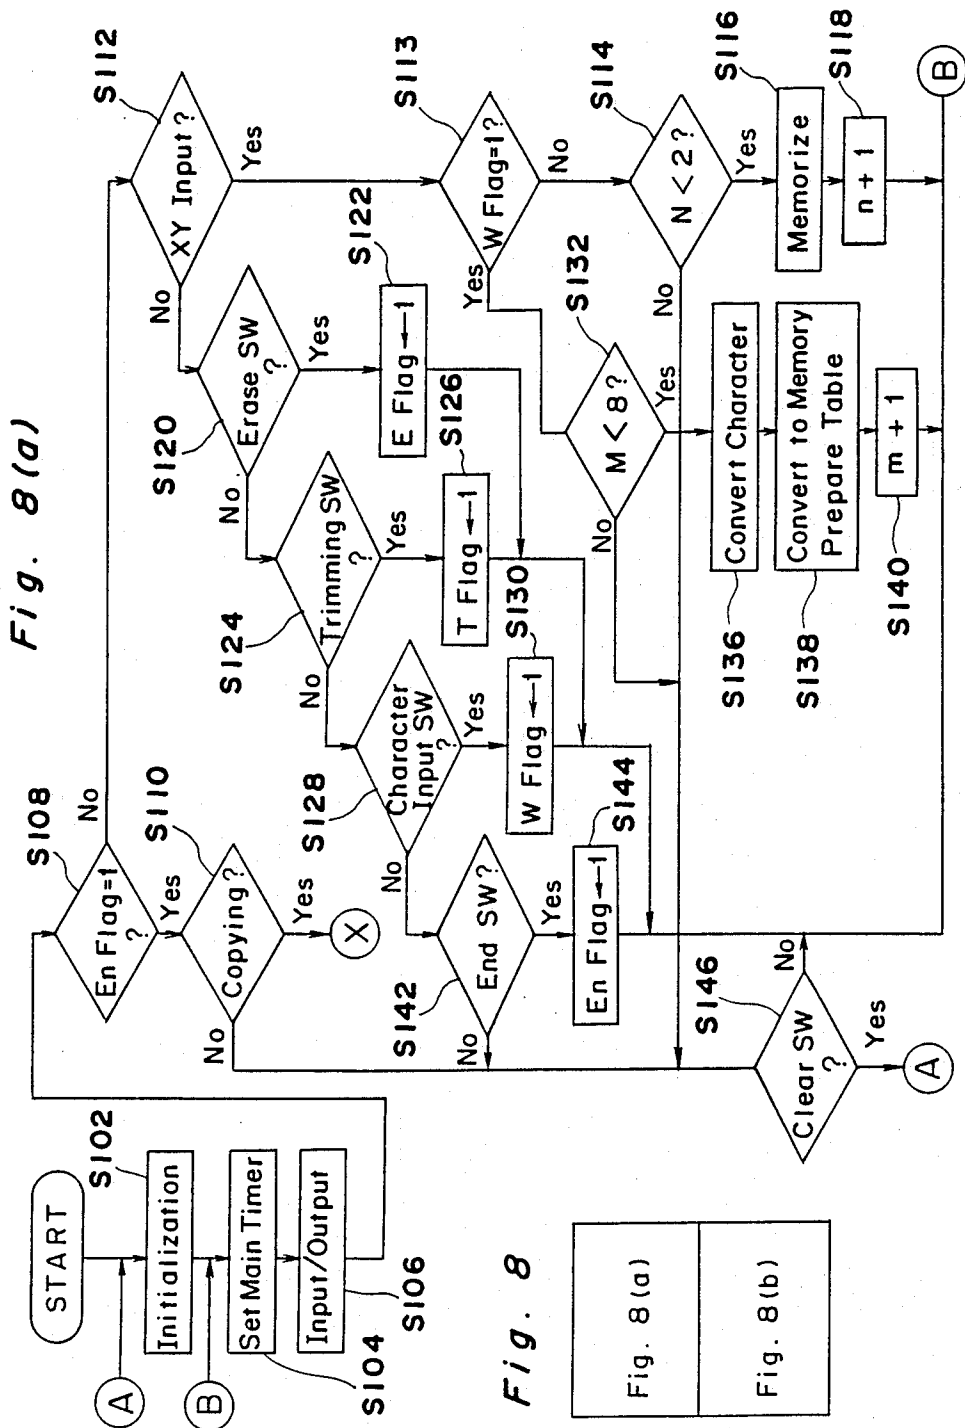 Fig. 8(a)
START
A
S102
Initialization
B
Set Main Timer
S104
Input/Output
S106
S108
En Flag=1
?
No
Yes
S110
Copying?
No
Yes
X
S112
XY Input?
No
Yes
S120
Erase SW
?
No
Yes
S122
E Flag←1
S124
Trimming SW
?
No
Yes
S126
T Flag←1
S128
Character
Input SW
?
No
Yes
S130
W Flag←1
S142
End SW?
No
Yes
S144
En Flag←1
S113
W Flag=1?
Yes
No
S114
N<2?
No
Yes
S116
Memorize
S118
n+1
S132
M<8?
No
Yes
S136
Convert Character
S138
Convert to Memory
Prepare Table
S140
m+1
S146
Clear SW
?
No
Yes
A
B
Fig. 8
Fig. 8(a)
Fig. 8(b)